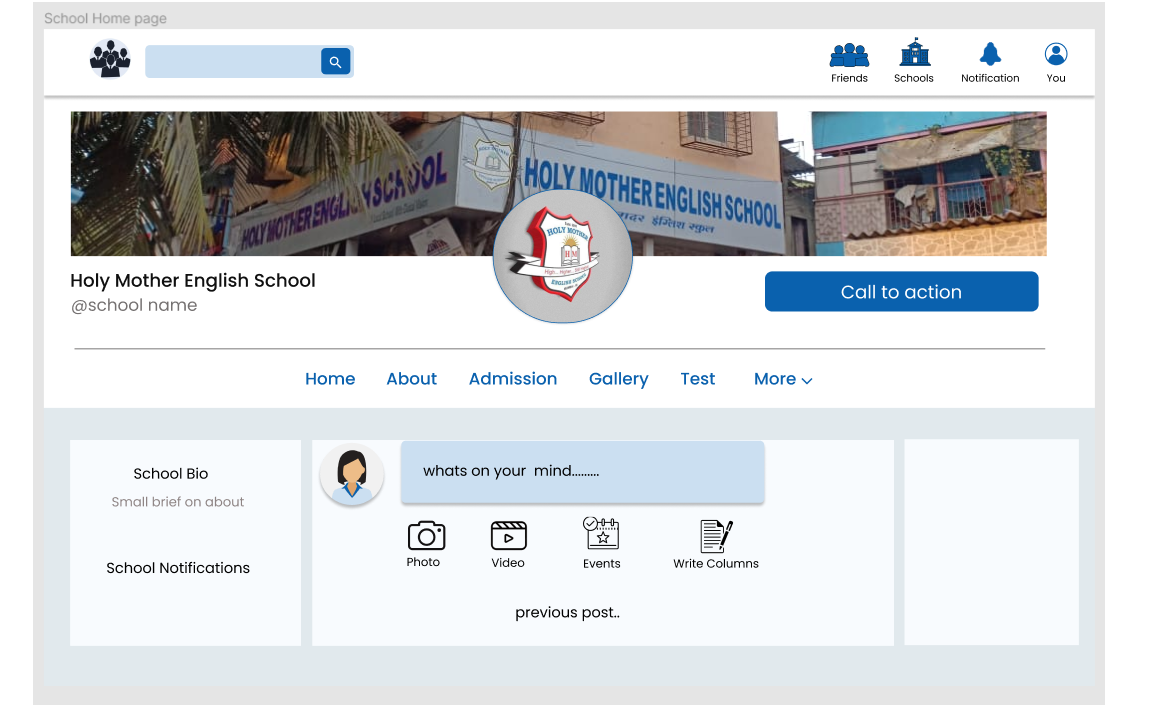 School Home page
Friends
Schools
Notification
You
HOLY MOTHER ENGL
SCHOOL
HOLY MOTHER ENGLISH SCHOOL
इंग्लिश स्कुल
HOLY MOTHER
HM
ENGLISH SCHOOL
Holy Mother English School
@school name
Call to action
Home
About
Admission
Gallery
Test
More
School Bio
Small brief on about
School Notifications
whats on your mind.........
Photo
Video
Events
Write Columns
previous post..